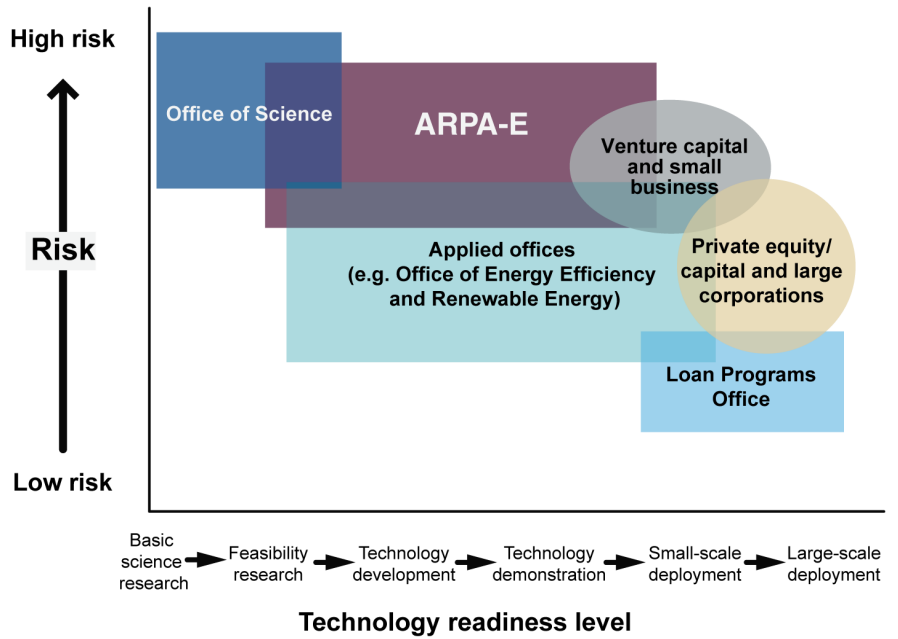 High risk
Risk
Low risk
Office of Science
ARPA-E
Venture capital
and small
business
Applied offices
(e.g. Office of Energy Efficiency
and Renewable Energy)
Private equity/
capital and large
corporations
Loan Programs
Office
Basic
science
research
Feasibility
research
Technology
development
Technology
demonstration
Small-scale
deployment
Large-scale
deployment
Technology readiness level